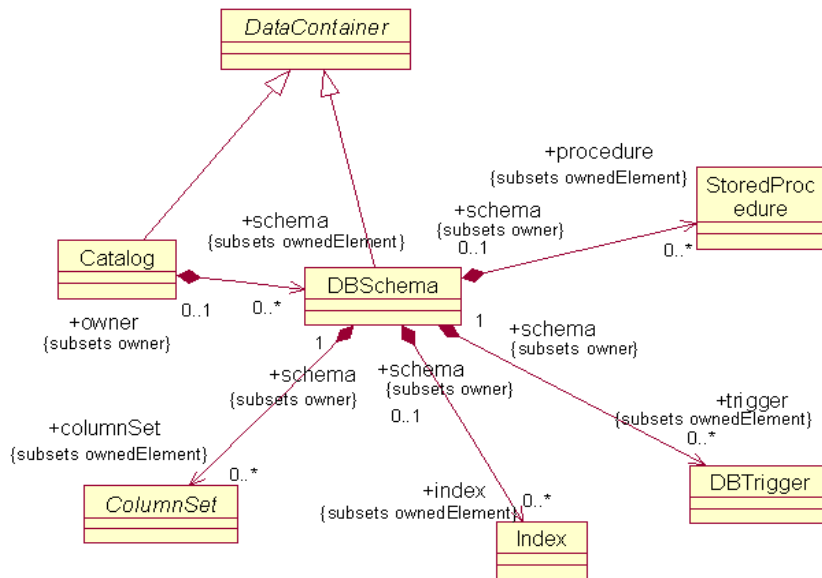 DataContainer
+procedure
{subsets ownedElement}
StoredProc
edure
+schema
{subsets ownedElement}
+schema
{subsets owner}
0..1
0..*
Catalog
DBSchema
0..1
0..*
+owner
{subsets owner}
1
1
+schema
{subsets owner}
+schema
{subsets owner}
+schema
{subsets owner}
0..1
+trigger
{subsets ownedElement}
0..*
+columnSet
{subsets ownedElement}
0..*
ColumnSet
+index
{subsets ownedElement}
0..*
Index
DBTrigger